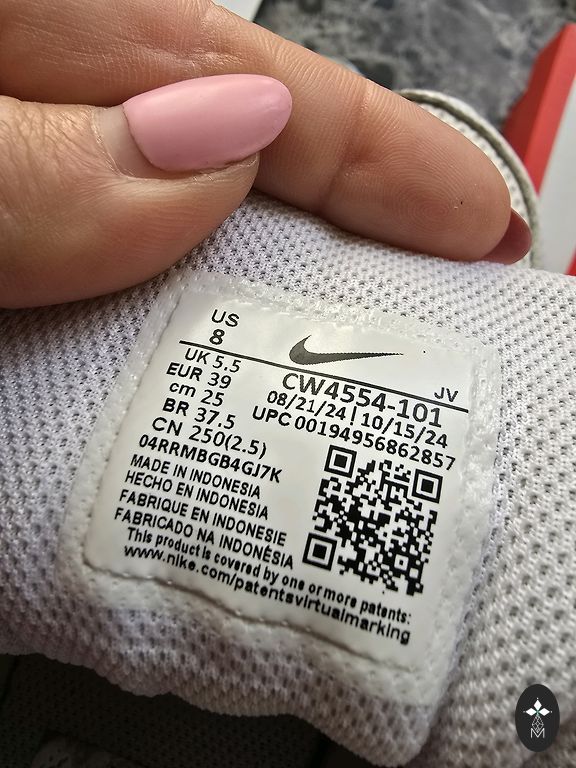 US
8
UK 5.5
EUR 39
cm 25
BR 37.5
CN 250(2.5)
04RRMBGB4GJ7K
JV
CW4554-101
08/21/24 | 10/15/24
UPC 00194956862857
MADE IN INDONESIA
HECHO EN INDONESIA
FABRIQUE EN INDONESIE
FABRICADO NA INDONÉSIA
This product is covered by one or more patents:
www.nike.com/patentsvirtualmarking
M